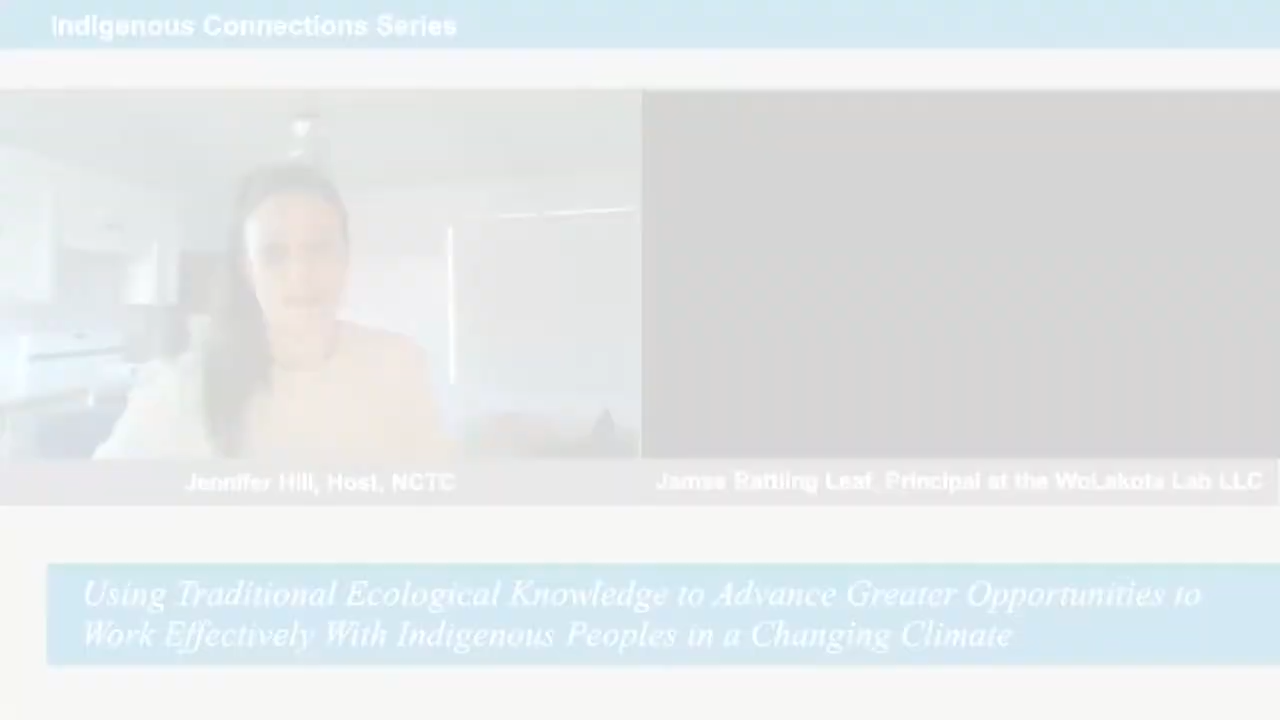 Indigenous Connections Series
Jennifer Hill, Host, NCTC
James Rattling Leaf, Principal at the WoLakota Lab LLC
Using Traditional Ecological Knowledge to Advance Greater Opportunities to
Work Effectively With Indigenous Peoples in a Changing Climate